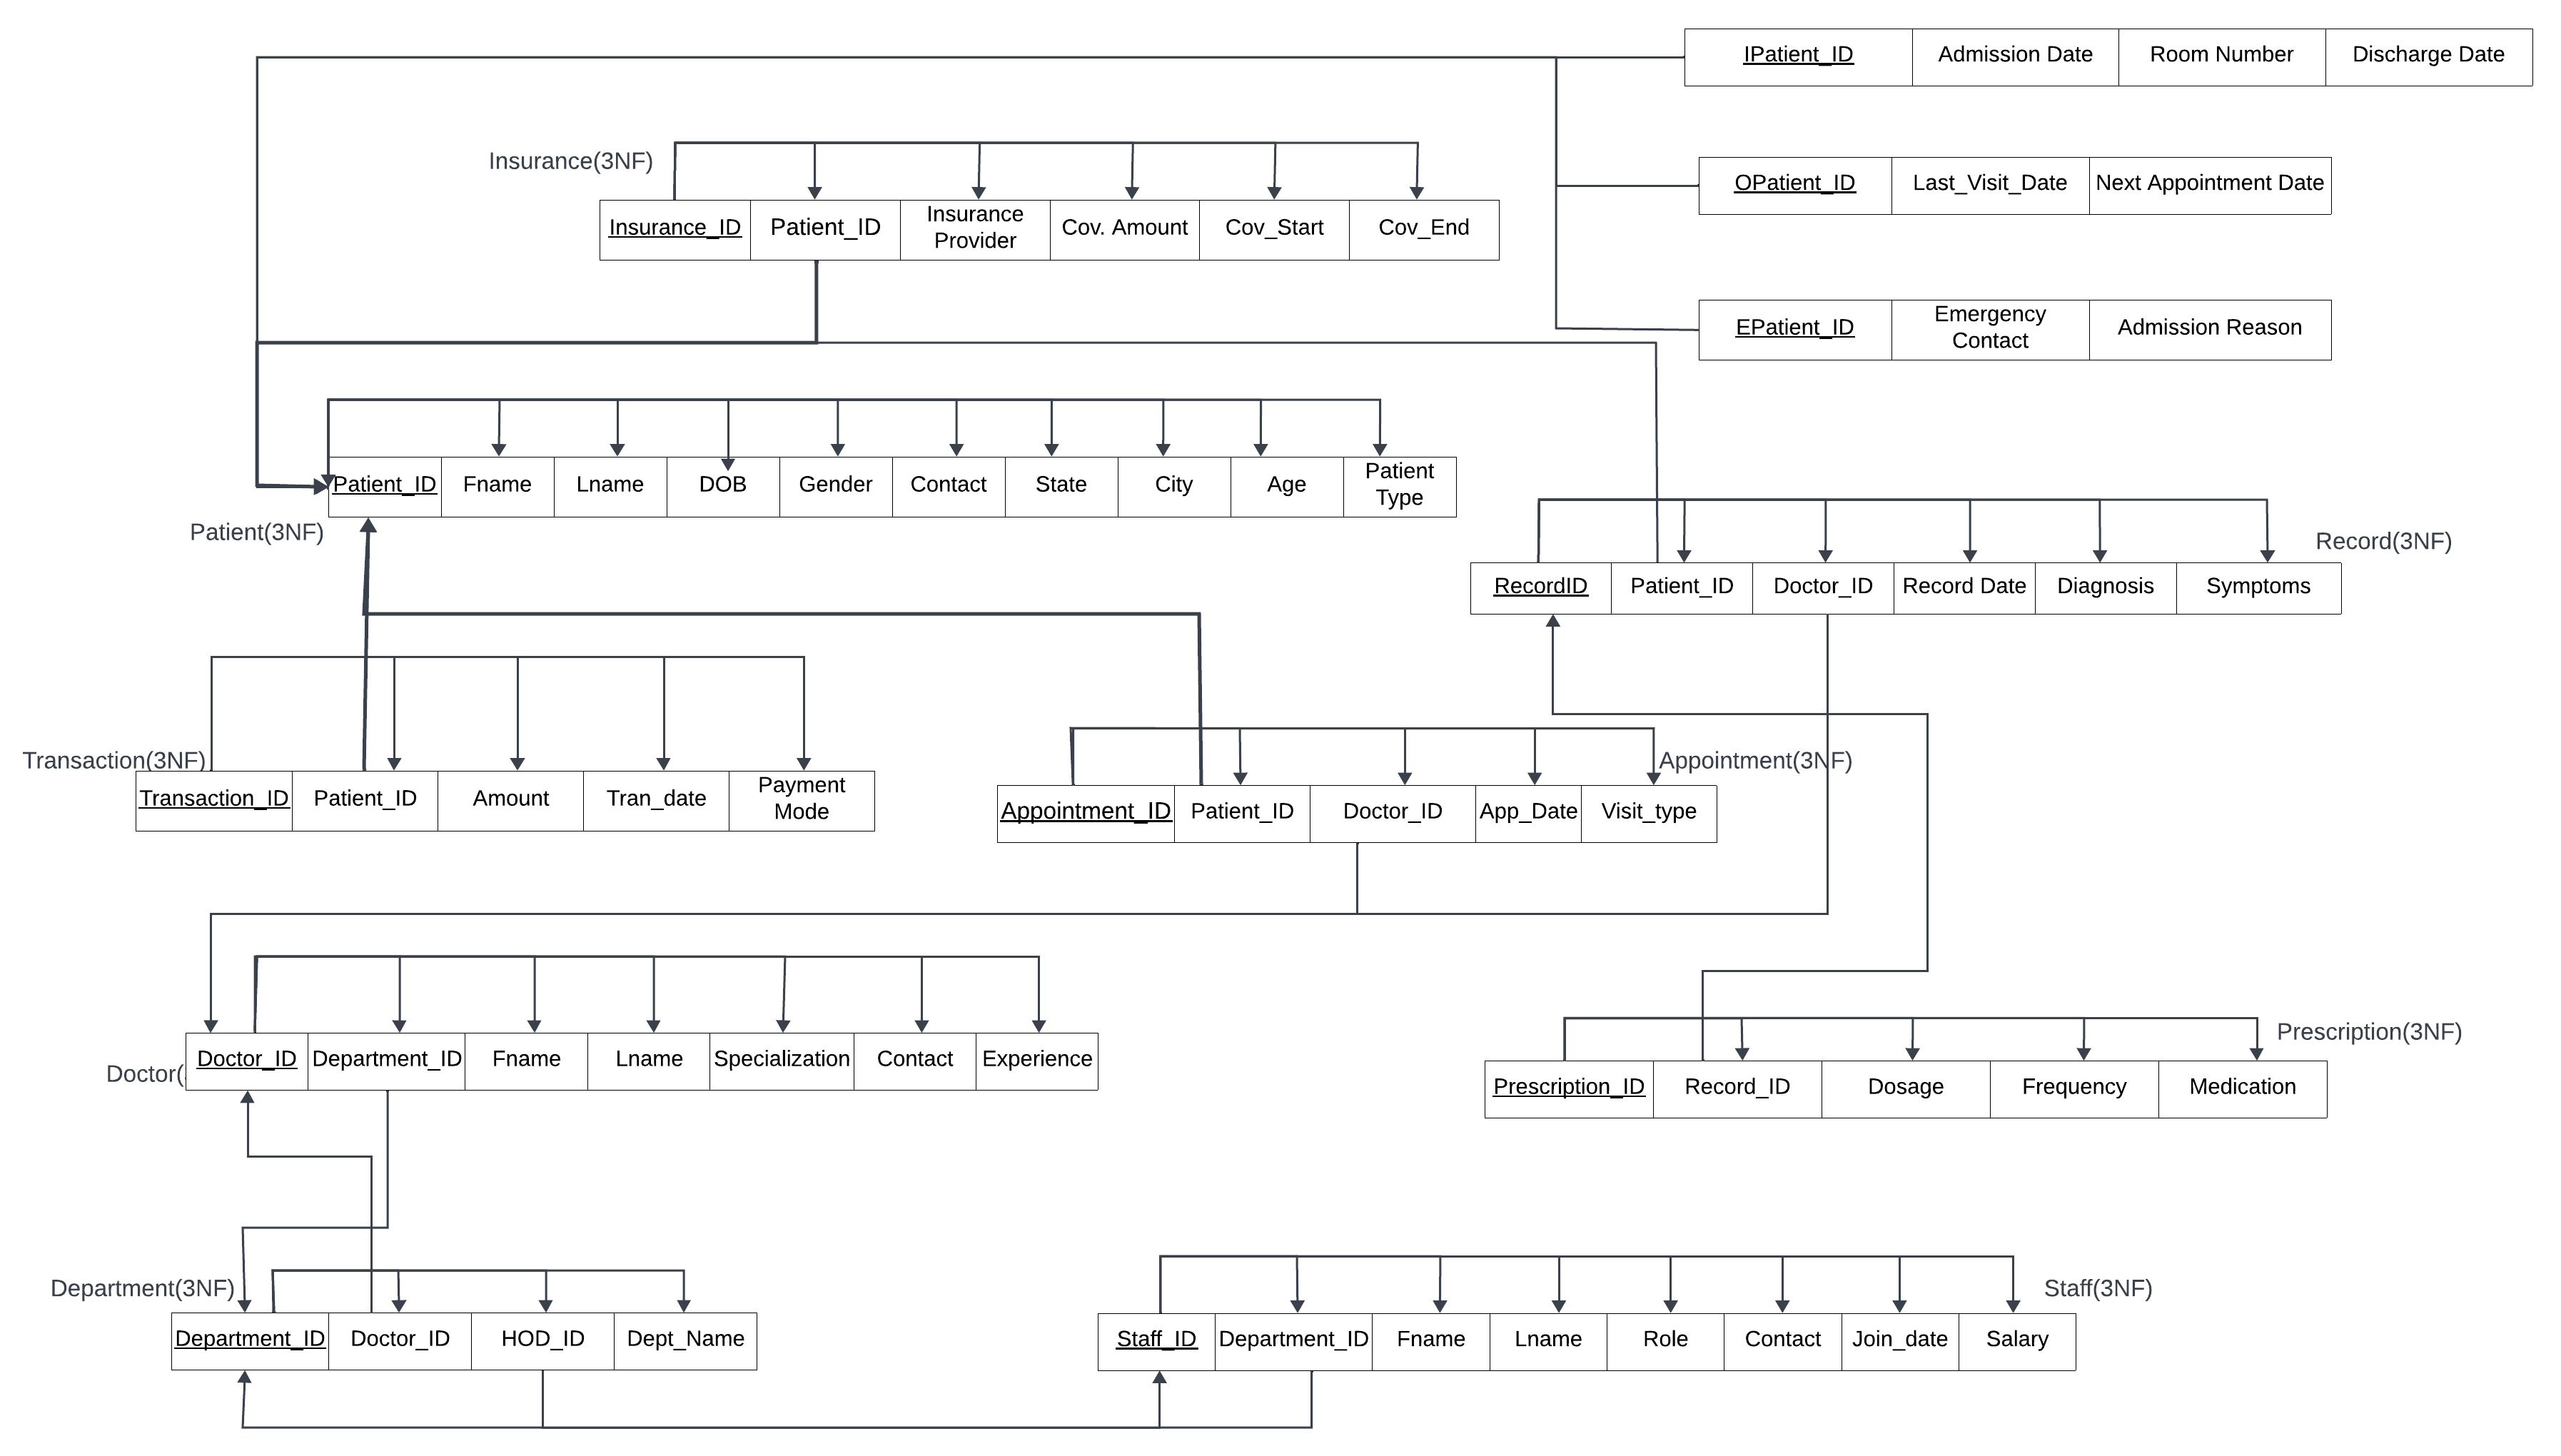 IPatient_ID Admission Date Room Number Discharge Date
Insurance(3NF)
OPatient_ID Last_Visit_Date Next Appointment Date
Insurance_ID Patient_ID Insurance Provider Cov. Amount Cov_Start Cov_End
EPatient_ID Emergency Contact Admission Reason
Patient_ID Fname Lname DOB Gender Contact State City Age Patient Type
Patient(3NF)
Record(3NF)
RecordID Patient_ID Doctor_ID Record Date Diagnosis Symptoms
Transaction(3NF)
Transaction_ID Patient_ID Amount Tran_date Payment Mode
Appointment(3NF)
Appointment_ID Patient_ID Doctor_ID App_Date Visit_type
Doctor(
Doctor_ID Department_ID Fname Lname Specialization Contact Experience
Prescription(3NF)
Prescription_ID Record_ID Dosage Frequency Medication
Department(3NF)
Department_ID Doctor_ID HOD_ID Dept_Name
Staff(3NF)
Staff_ID Department_ID Fname Lname Role Contact Join_date Salary